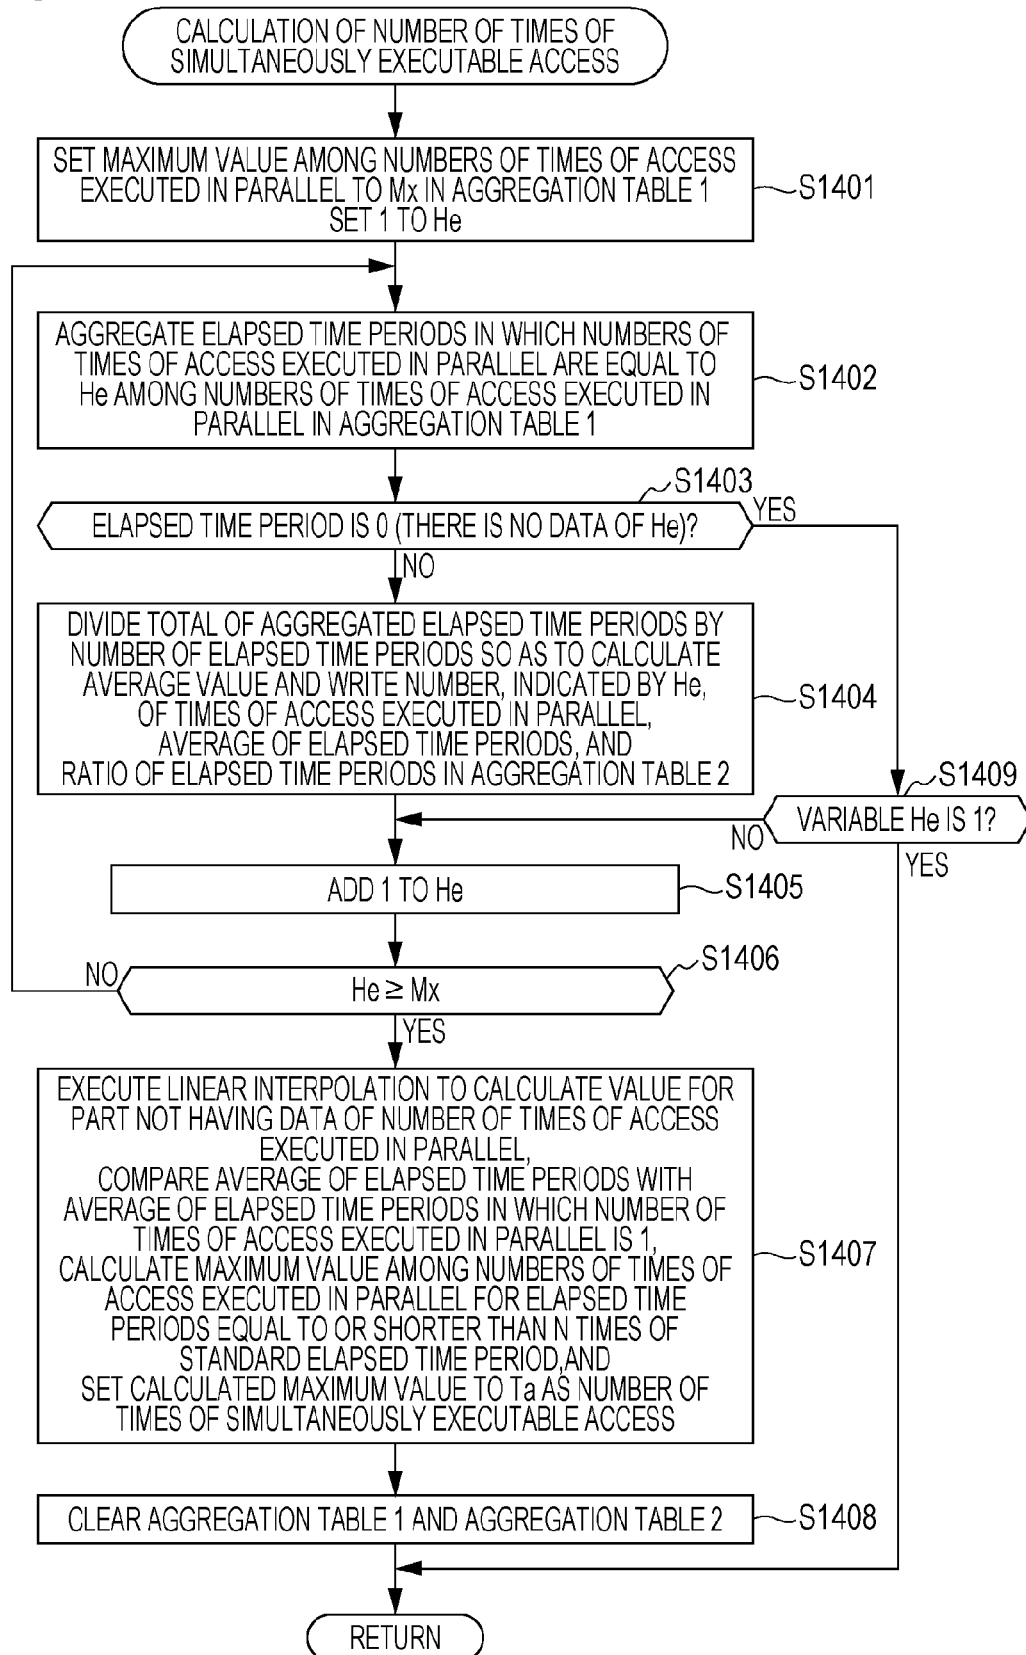 CALCULATION OF NUMBER OF TIMES OF
SIMULTANEOUSLY EXECUTABLE ACCESS
SET MAXIMUM VALUE AMONG NUMBERS OF TIMES OF ACCESS
EXECUTED IN PARALLEL TO Mx IN AGGREGATION TABLE 1
SET 1 TO He
S1401
AGGREGATE ELAPSED TIME PERIODS IN WHICH NUMBERS OF
TIMES OF ACCESS EXECUTED IN PARALLEL ARE EQUAL TO
He AMONG NUMBERS OF TIMES OF ACCESS EXECUTED IN
PARALLEL IN AGGREGATION TABLE 1
S1402
S1403
ELAPSED TIME PERIOD IS 0 (THERE IS NO DATA OF He)?
YES
NO
DIVIDE TOTAL OF AGGREGATED ELAPSED TIME PERIODS BY
NUMBER OF ELAPSED TIME PERIODS SO AS TO CALCULATE
AVERAGE VALUE AND WRITE NUMBER, INDICATED BY He,
OF TIMES OF ACCESS EXECUTED IN PARALLEL,
AVERAGE OF ELAPSED TIME PERIODS, AND
RATIO OF ELAPSED TIME PERIODS IN AGGREGATION TABLE 2
S1404
S1409
VARIABLE He IS 1?
NO
YES
ADD 1 TO He
S1405
S1406
NO
He ≥ Mx
YES
EXECUTE LINEAR INTERPOLATION TO CALCULATE VALUE FOR
PART NOT HAVING DATA OF NUMBER OF TIMES OF ACCESS
EXECUTED IN PARALLEL,
COMPARE AVERAGE OF ELAPSED TIME PERIODS WITH
AVERAGE OF ELAPSED TIME PERIODS IN WHICH NUMBER OF
TIMES OF ACCESS EXECUTED IN PARALLEL IS 1,
CALCULATE MAXIMUM VALUE AMONG NUMBERS OF TIMES OF
ACCESS EXECUTED IN PARALLEL FOR ELAPSED TIME
PERIODS EQUAL TO OR SHORTER THAN N TIMES OF
STANDARD ELAPSED TIME PERIOD,AND
SET CALCULATED MAXIMUM VALUE TO Ta AS NUMBER OF
TIMES OF SIMULTANEOUSLY EXECUTABLE ACCESS
S1407
CLEAR AGGREGATION TABLE 1 AND AGGREGATION TABLE 2
S1408
RETURN